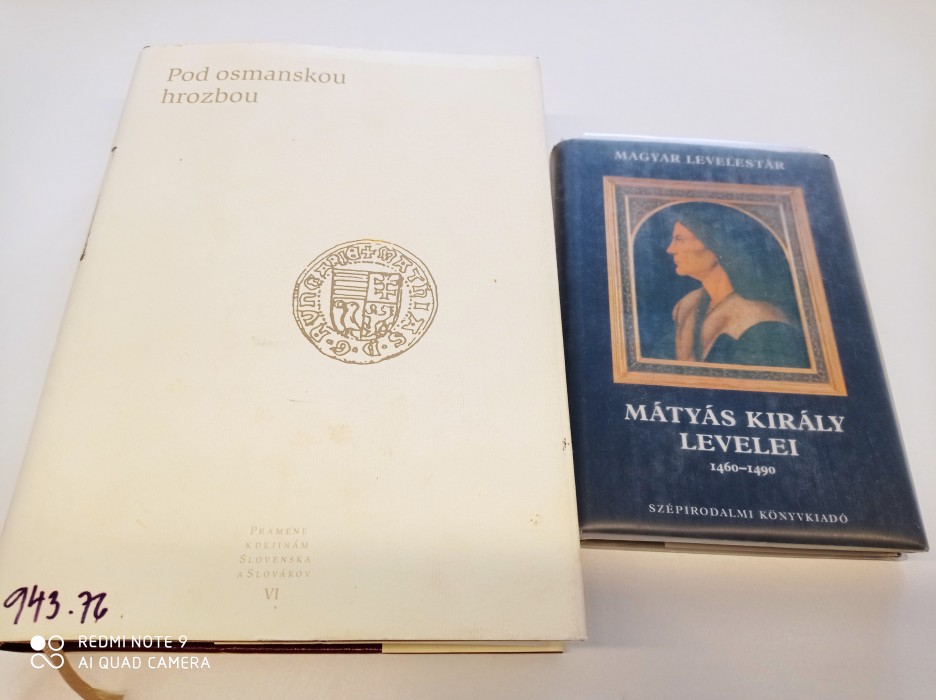 Pod osmanskou
hrozbou
PRAMENE
K DEJINÁM
SLOVENSKA
A SLOVÁKOV
VI
943.76
REDMI NOTE 9
AI QUAD CAMERA
MAGYAR LEVELESTÁR
MÁTYÁS KIRÁLY
LEVELEI
1460–1490
SZÉPIRODALMI KÖNYVKIADÓ